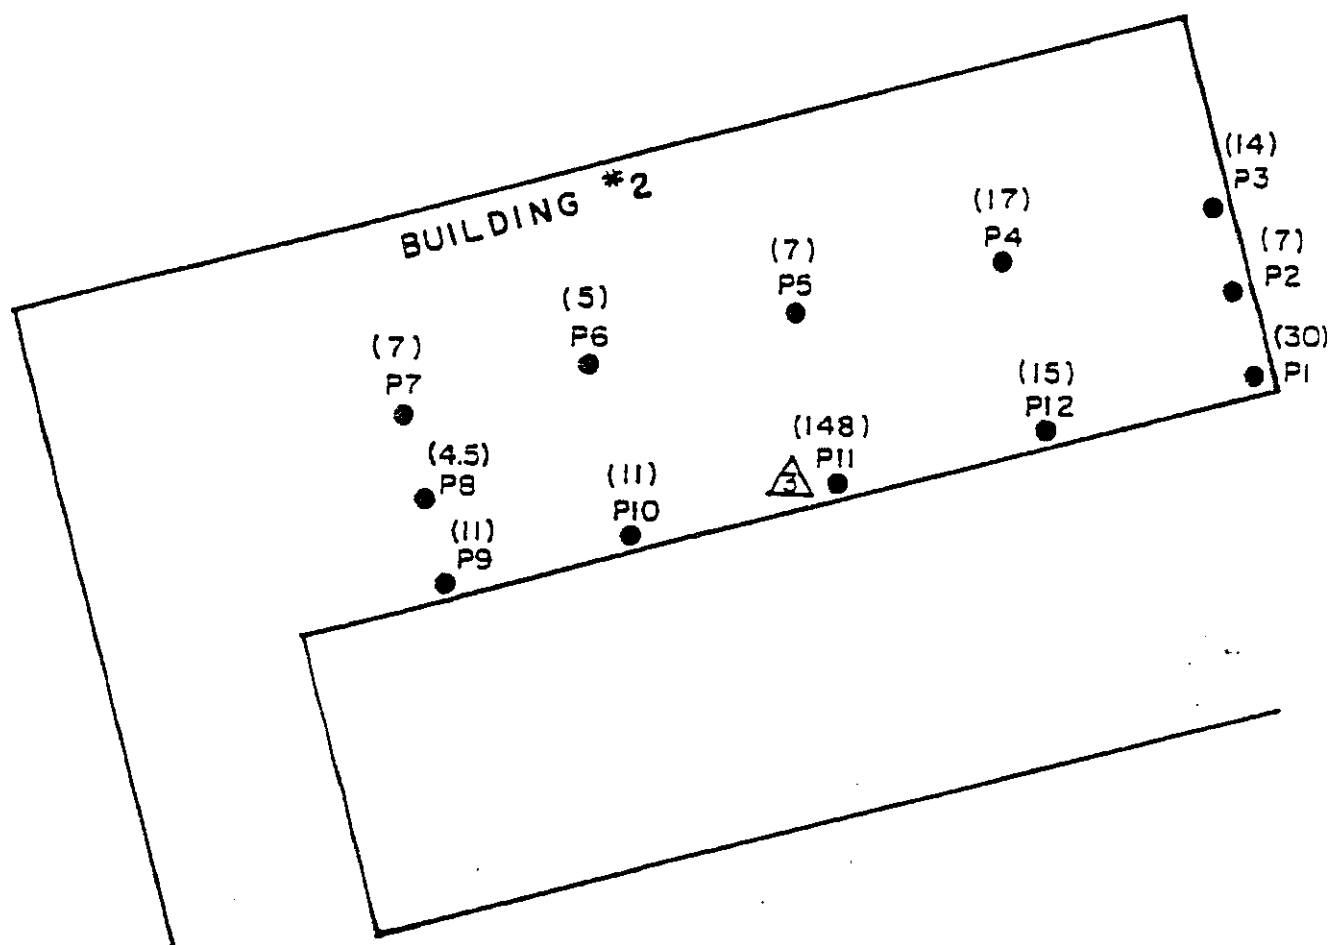 BUILDING #2
(14)
P3
(17)
P4
(7)
P2
(7)
P5
(5)
P6
(30)
P1
(7)
P7
(15)
P12
(148)
P11
3
(4.5)
P8
(11)
P10
(11)
P9